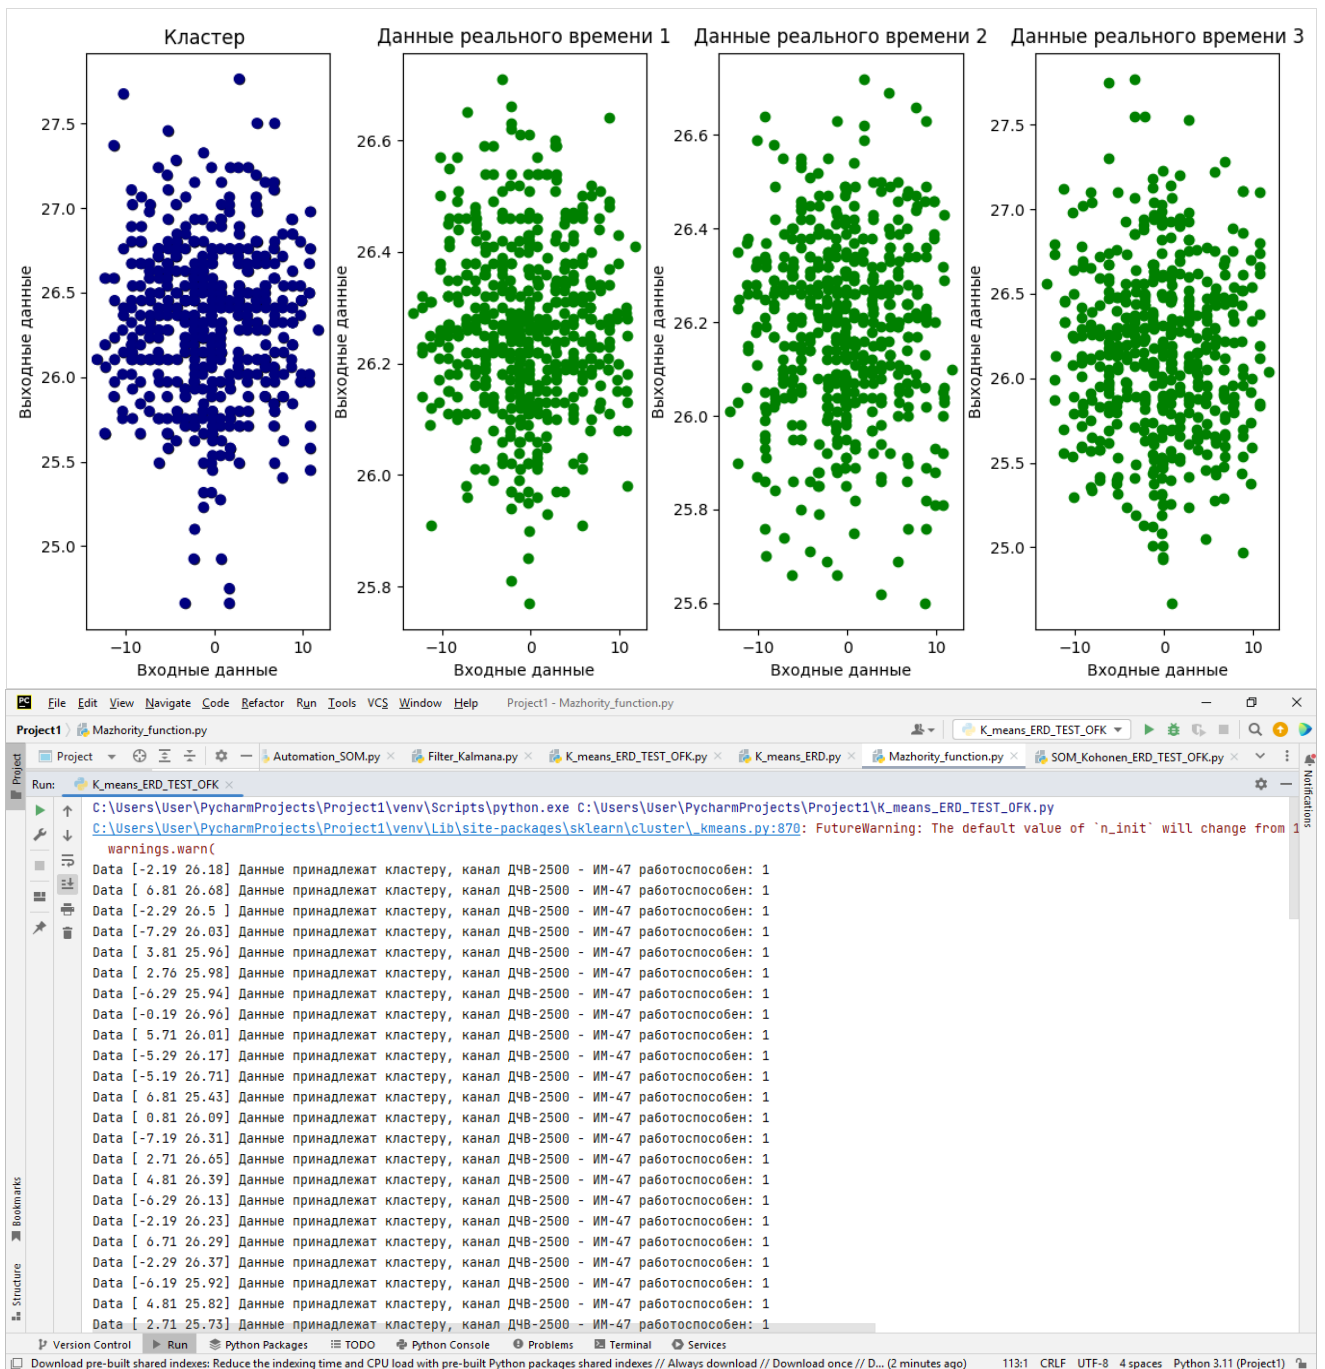 Кластер
Данные реального времени 1
Данные реального времени 2
Данные реального времени 3
27.5
27.0
26.5
26.0
25.5
25.0
Выходные данные
−10 0 10
Входные данные
26.6
26.4
26.2
26.0
25.8
Выходные данные
−10 0 10
Входные данные
26.6
26.4
26.2
26.0
25.8
25.6
Выходные данные
−10 0 10
Входные данные
27.5
27.0
26.5
26.0
25.5
25.0
Выходные данные
−10 0 10
Входные данные
PC File Edit View Navigate Code Refactor Run Tools VCS Window Help Project1 - Mazhority_function.py
Project1 Mazhority_function.py K_means_ERD_TEST_OFK
Project Automation_SOM.py Filter_Kalmana.py K_means_ERD_TEST_OFK.py K_means_ERD.py Mazhority_function.py SOM_Kohonen_ERD_TEST_OFK.py
Project
Notifications
Run: K_means_ERD_TEST_OFK
C:\Users\User\PycharmProjects\Project1\venv\Scripts\python.exe C:\Users\User\PycharmProjects\Project1\K_means_ERD_TEST_OFK.py
C:\Users\User\PycharmProjects\Project1\venv\Lib\site-packages\sklearn\cluster\_kmeans.py:870: FutureWarning: The default value of `n_init` will change from 1
warnings.warn(
Data [-2.19 26.18] Данные принадлежат кластеру, канал ДЧВ-2500 - ИМ-47 работоспособен: 1
Data [ 6.81 26.68] Данные принадлежат кластеру, канал ДЧВ-2500 - ИМ-47 работоспособен: 1
Data [-2.29 26.5 ] Данные принадлежат кластеру, канал ДЧВ-2500 - ИМ-47 работоспособен: 1
Data [-7.29 26.03] Данные принадлежат кластеру, канал ДЧВ-2500 - ИМ-47 работоспособен: 1
Data [ 3.81 25.96] Данные принадлежат кластеру, канал ДЧВ-2500 - ИМ-47 работоспособен: 1
Data [ 2.76 25.98] Данные принадлежат кластеру, канал ДЧВ-2500 - ИМ-47 работоспособен: 1
Data [-6.29 25.94] Данные принадлежат кластеру, канал ДЧВ-2500 - ИМ-47 работоспособен: 1
Data [-0.19 26.96] Данные принадлежат кластеру, канал ДЧВ-2500 - ИМ-47 работоспособен: 1
Data [ 5.71 26.01] Данные принадлежат кластеру, канал ДЧВ-2500 - ИМ-47 работоспособен: 1
Data [-5.29 26.17] Данные принадлежат кластеру, канал ДЧВ-2500 - ИМ-47 работоспособен: 1
Data [-5.19 26.71] Данные принадлежат кластеру, канал ДЧВ-2500 - ИМ-47 работоспособен: 1
Data [ 6.81 25.43] Данные принадлежат кластеру, канал ДЧВ-2500 - ИМ-47 работоспособен: 1
Data [ 0.81 26.09] Данные принадлежат кластеру, канал ДЧВ-2500 - ИМ-47 работоспособен: 1
Data [-7.19 26.31] Данные принадлежат кластеру, канал ДЧВ-2500 - ИМ-47 работоспособен: 1
Data [ 2.71 26.65] Данные принадлежат кластеру, канал ДЧВ-2500 - ИМ-47 работоспособен: 1
Data [ 4.81 26.39] Данные принадлежат кластеру, канал ДЧВ-2500 - ИМ-47 работоспособен: 1
Data [-6.29 26.13] Данные принадлежат кластеру, канал ДЧВ-2500 - ИМ-47 работоспособен: 1
Data [-2.19 26.23] Данные принадлежат кластеру, канал ДЧВ-2500 - ИМ-47 работоспособен: 1
Data [ 6.71 26.29] Данные принадлежат кластеру, канал ДЧВ-2500 - ИМ-47 работоспособен: 1
Data [-2.29 26.37] Данные принадлежат кластеру, канал ДЧВ-2500 - ИМ-47 работоспособен: 1
Data [-6.19 25.92] Данные принадлежат кластеру, канал ДЧВ-2500 - ИМ-47 работоспособен: 1
Data [ 4.81 25.82] Данные принадлежат кластеру, канал ДЧВ-2500 - ИМ-47 работоспособен: 1
Data [ 2.71 25.73] Данные принадлежат кластеру, канал ДЧВ-2500 - ИМ-47 работоспособен: 1
Bookmarks
Structure
Version Control Run Python Packages TODO Python Console Problems Terminal Services
Download pre-built shared indexes: Reduce the indexing time and CPU load with pre-built Python packages shared indexes // Always download // Download once // D... (2 minutes ago) 113:1 CRLF UTF-8 4 spaces Python 3.11 (Project1)